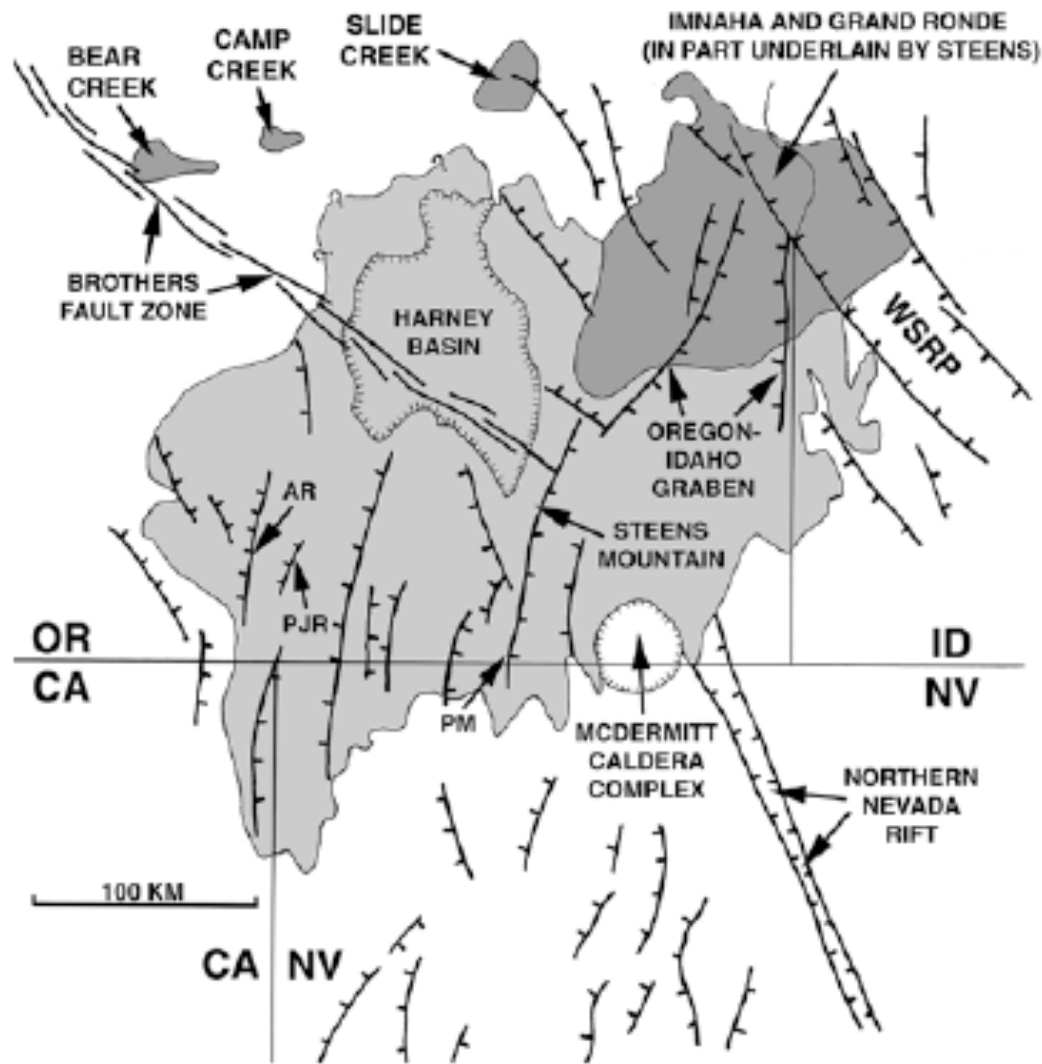 BEAR
CREEK
CAMP
CREEK
SLIDE
CREEK
IMNAHA AND GRAND RONDE
(IN PART UNDERLAIN BY STEENS)
BROTHERS
FAULT ZONE
HARNEY
BASIN
WSRP
OREGON-
IDAHO
GRABEN
AR
STEENS
MOUNTAIN
PJR
OR
CA
ID
NV
PM
MCDERMITT
CALDERA
COMPLEX
NORTHERN
NEVADA
RIFT
100 KM
CA
NV